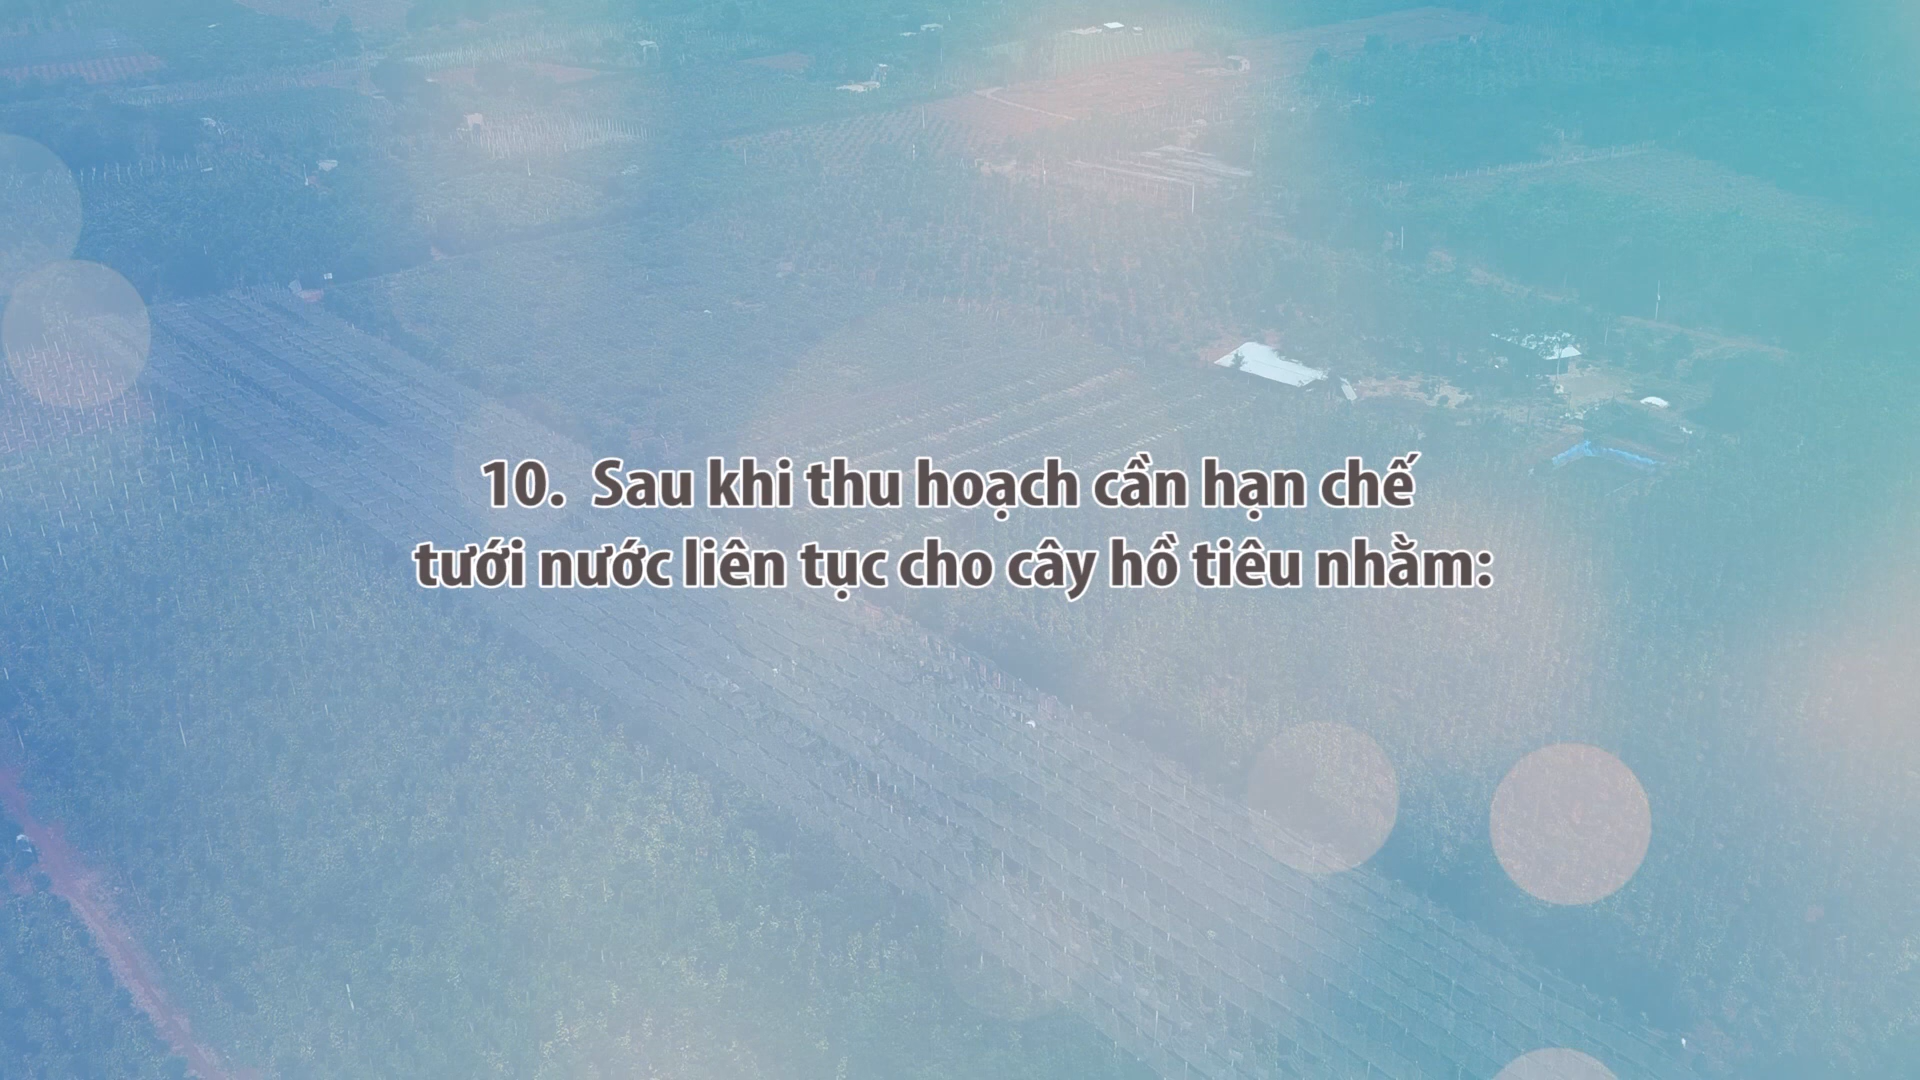 10. Sau khi thu hoạch cần hạn chế
tưới nước liên tục cho cây hồ tiêu nhằm: